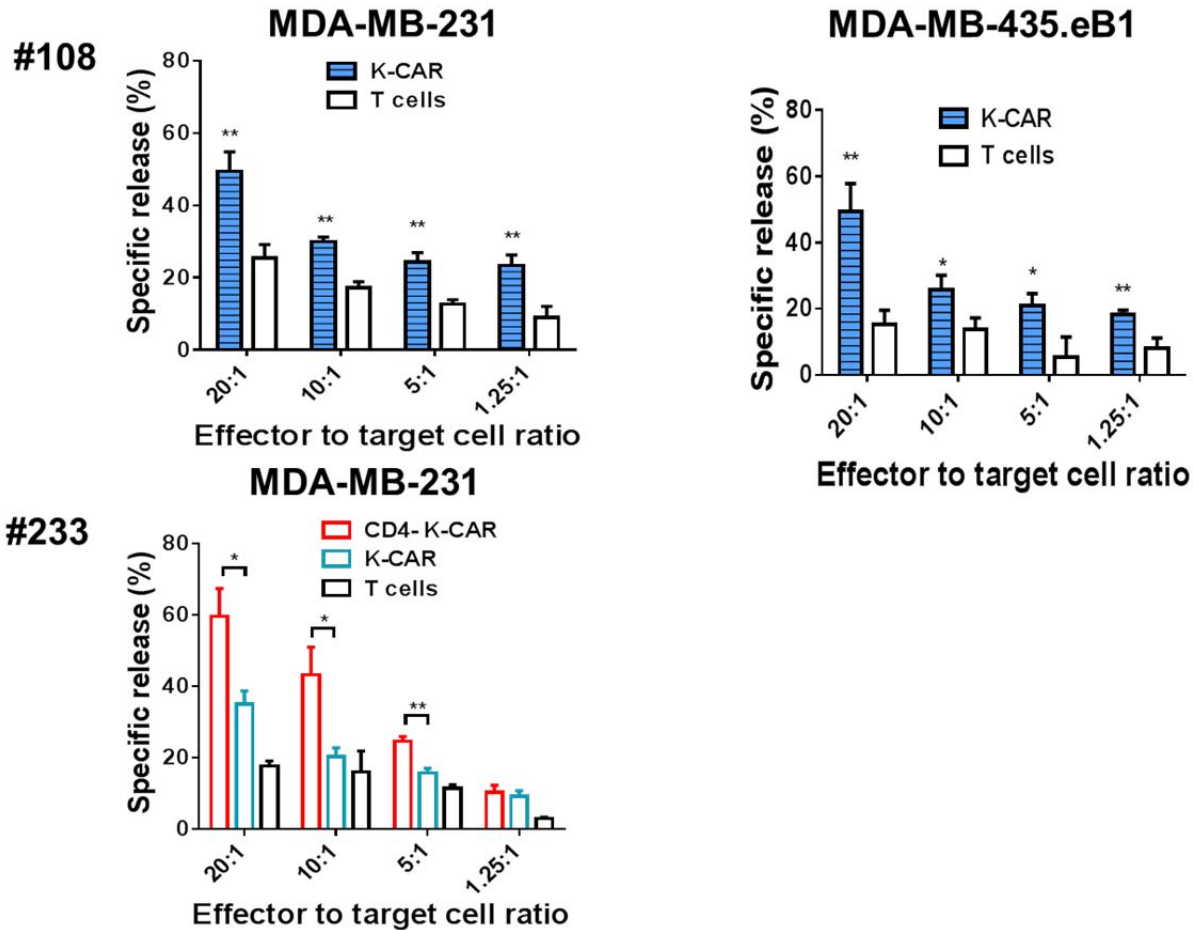 #108
MDA-MB-231
Specific release (%)
80
60
40
20
0
K-CAR
T cells
**
**
**
**
20:1
10:1
5:1
1.25:1
Effector to target cell ratio
MDA-MB-435.eB1
Specific release (%)
80
60
40
20
0
K-CAR
T cells
**
*
*
**
20:1
10:1
5:1
1.25:1
Effector to target cell ratio
#233
MDA-MB-231
Specific release (%)
80
60
40
20
0
CD4- K-CAR
K-CAR
T cells
*
*
**
20:1
10:1
5:1
1.25:1
Effector to target cell ratio